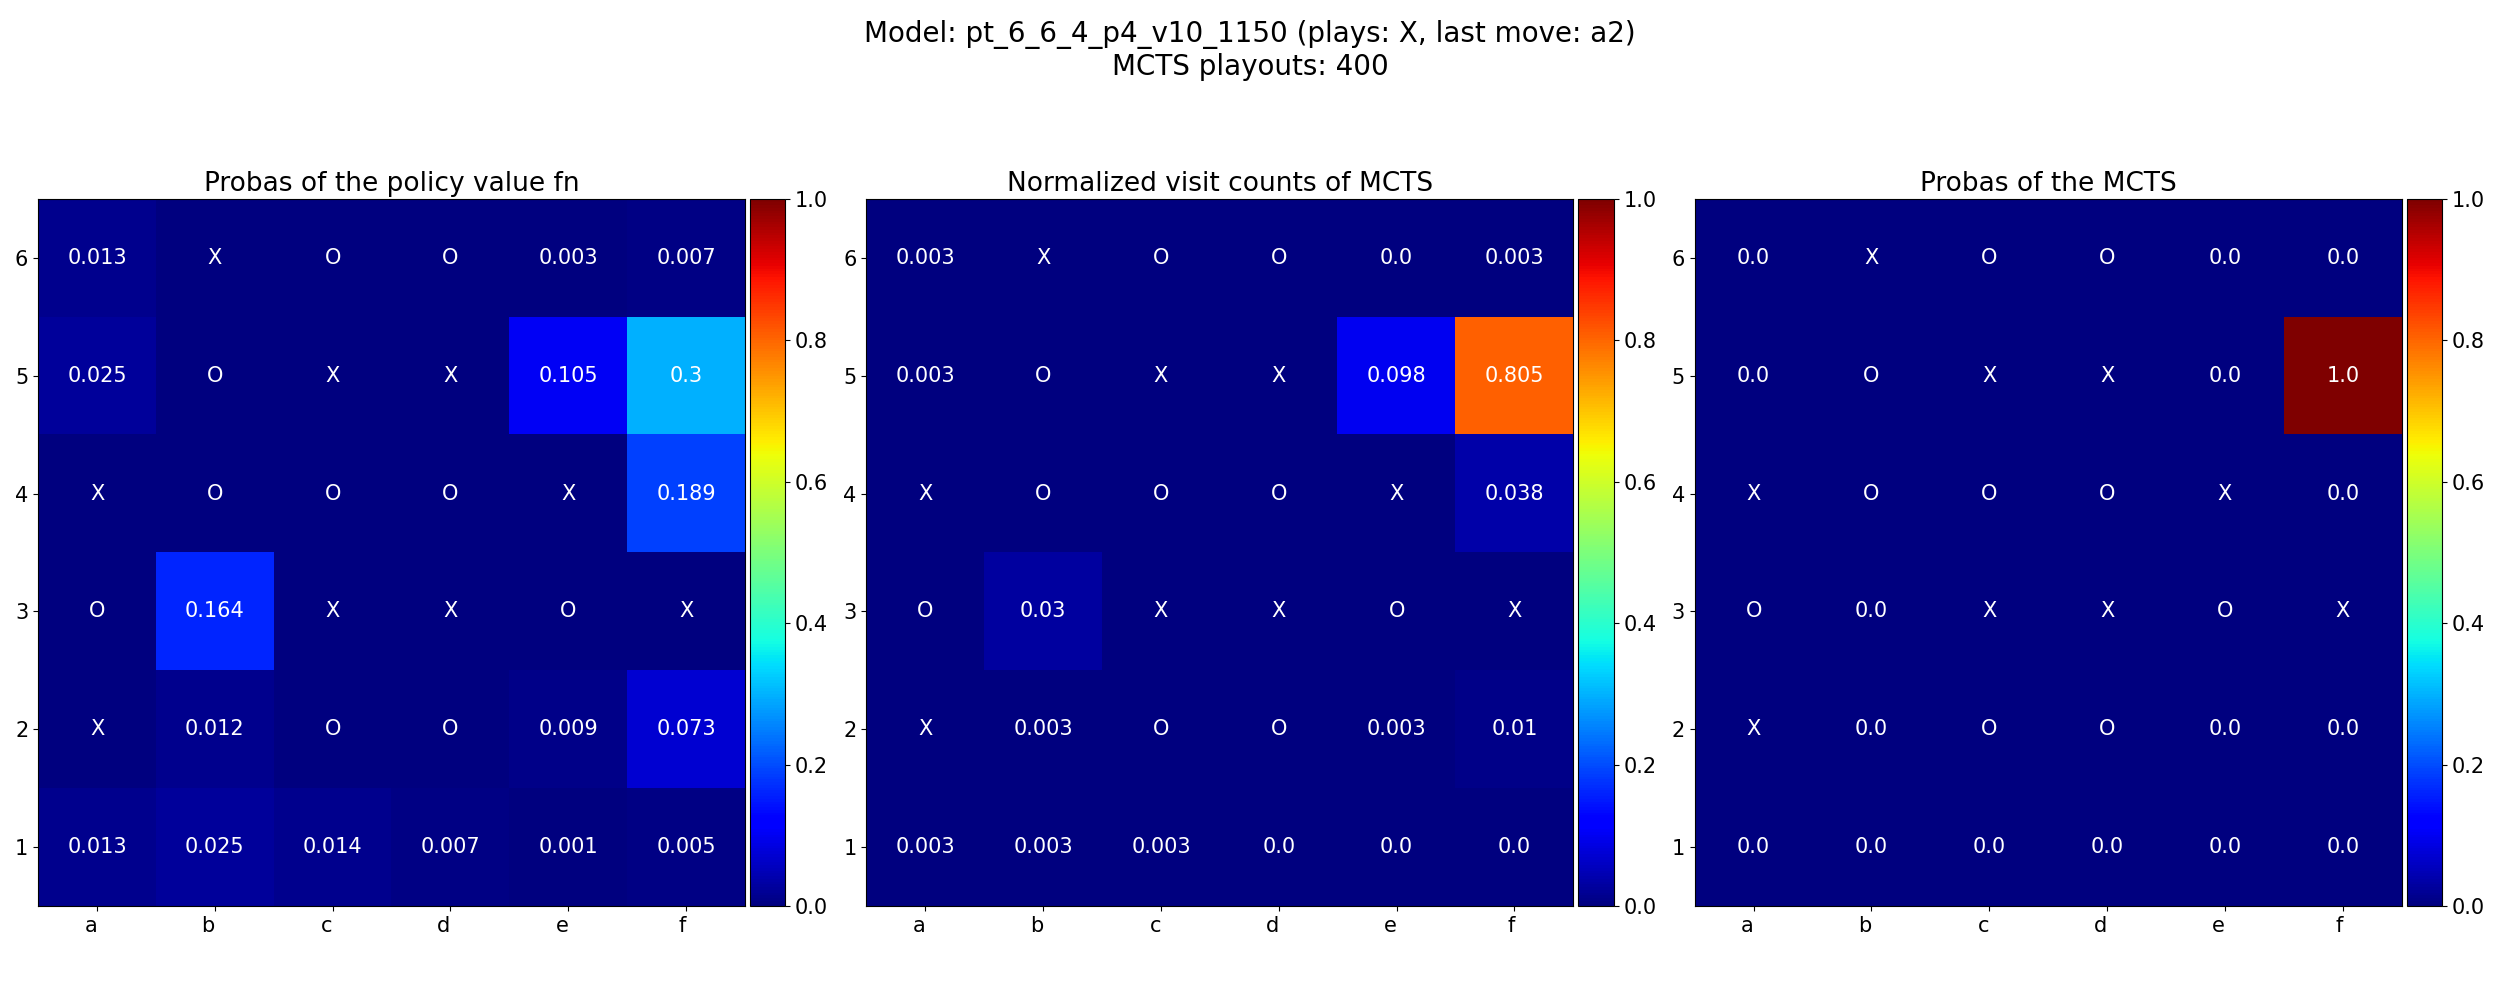 Model: pt_6_6_4_p4_v10_1150 (plays: X, last move: a2)
MCTS playouts: 400
Probas of the policy value fn
6 0.013 X O O 0.003 0.007
5 0.025 O X X 0.105 0.3
4 X O O O X 0.189
3 O 0.164 X X O X
2 X 0.012 O O 0.009 0.073
1 0.013 0.025 0.014 0.007 0.001 0.005
a b c d e f
1.0
0.8
0.6
0.4
0.2
0.0
Normalized visit counts of MCTS
6 0.003 X O O 0.0 0.003
5 0.003 O X X 0.098 0.805
4 X O O O X 0.038
3 O 0.03 X X O X
2 X 0.003 O O 0.003 0.01
1 0.003 0.003 0.003 0.0 0.0 0.0
a b c d e f
1.0
0.8
0.6
0.4
0.2
0.0
Probas of the MCTS
6 0.0 X O O 0.0 0.0
5 0.0 O X X 0.0 1.0
4 X O O O X 0.0
3 O 0.0 X X O X
2 X 0.0 O O 0.0 0.0
1 0.0 0.0 0.0 0.0 0.0 0.0
a b c d e f
1.0
0.8
0.6
0.4
0.2
0.0